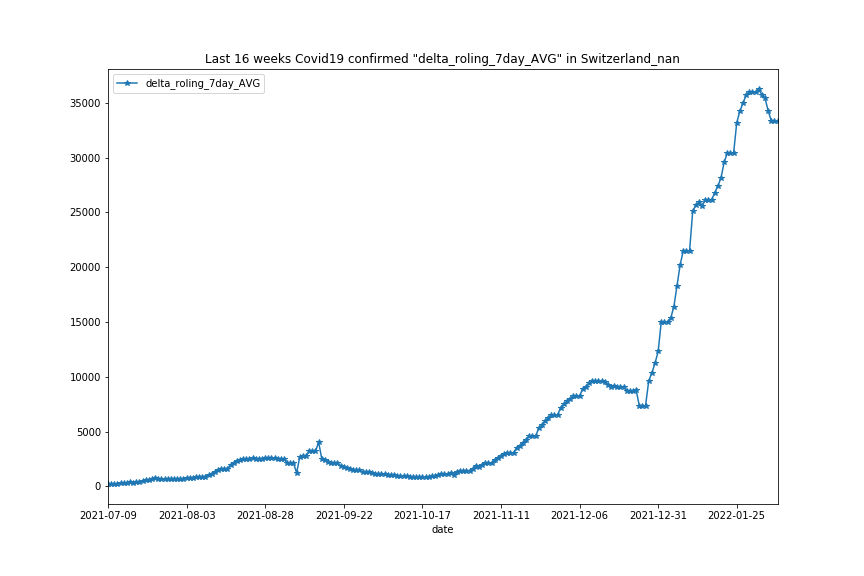 Last 16 weeks Covid19 confirmed "delta_roling_7day_AVG" in Switzerland_nan
delta_roling_7day_AVG
35000
30000
25000
20000
15000
10000
5000
0
2021-07-09 2021-08-03 2021-08-28 2021-09-22 2021-10-17 2021-11-11 2021-12-06 2021-12-31 2022-01-25
date